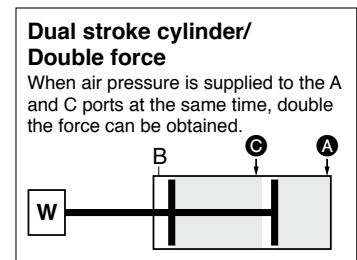 Dual stroke cylinder/
Double force
When air pressure is supplied to the A
and C ports at the same time, double
the force can be obtained.
B C A
W